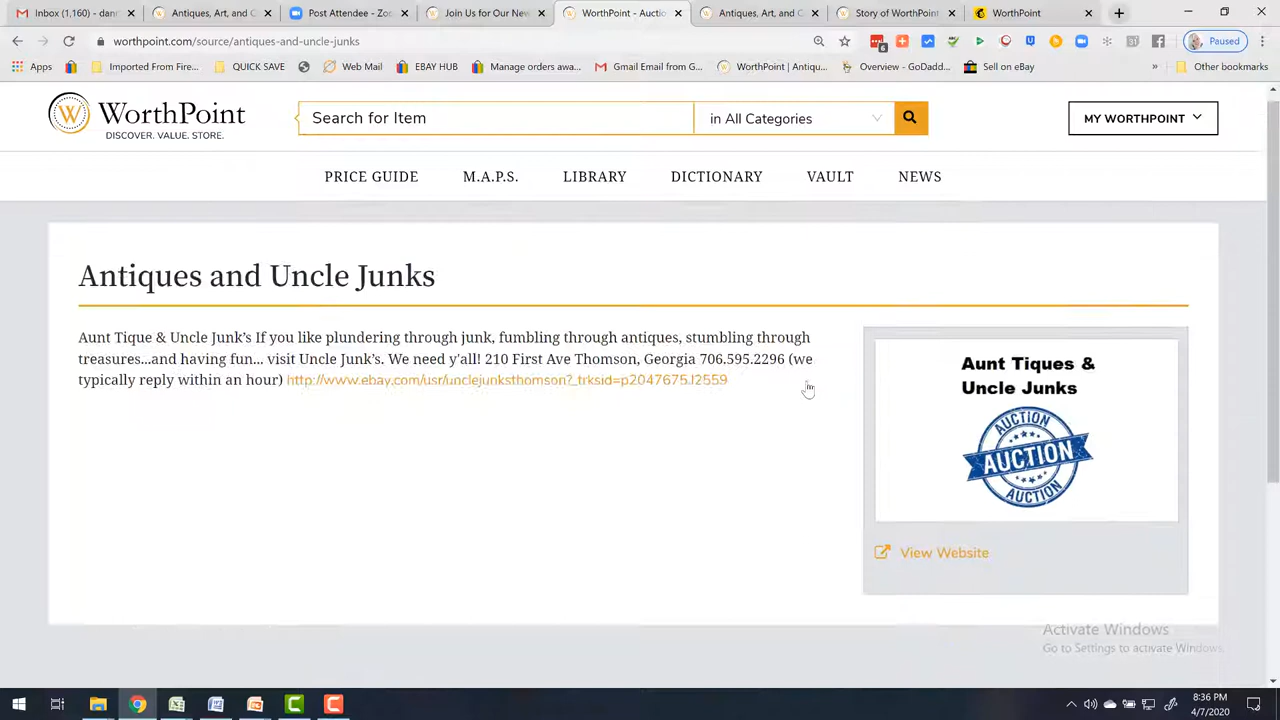 Inbox (1,160) - dann
Antiques, Art, and C
Post Attendee - Zoo
Join Us for Our New
WorthPoint - Auctio
Antiques, Art, and C
Story of WorthPoint
WorthPoint
worthpoint.com/source/antiques-and-uncle-junks
6
Paused
Apps
Imported From Fire...
QUICK SAVE
Web Mail
EBAY HUB
Manage orders awa...
Gmail Email from G...
WorthPoint | Antiqu...
Overview - GoDadd...
Sell on eBay
»
Other bookmarks
W WorthPoint
DISCOVER. VALUE. STORE.
Search for Item
in All Categories
MY WORTHPOINT
PRICE GUIDE
M.A.P.S.
LIBRARY
DICTIONARY
VAULT
NEWS
Antiques and Uncle Junks
Aunt Tique & Uncle Junk's If you like plundering through junk, fumbling through antiques, stumbling through
treasures...and having fun... visit Uncle Junk's. We need y'all! 210 First Ave Thomson, Georgia 706.595.2296 (we
typically reply within an hour) http://www.ebay.com/usr/unclejunksthomson?_trksid=p2047675.l2559
Aunt Tiques &
Uncle Junks
AUCTION
AUCTION
AUCTION
View Website
Activate Windows
Go to Settings to activate Windows.
8:36 PM
4/7/2020